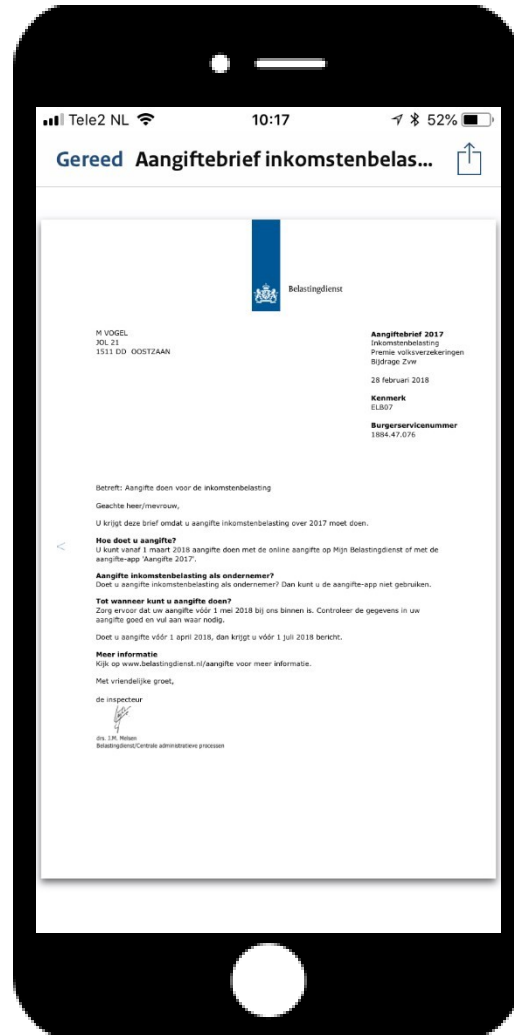 Tele2 NL 10:17 52%
Gereed Aangiftebrief inkomstenbelas...
Belastingdienst
M VOGEL
JOL 21
1511 DD OOSTZAAN
Aangiftebrief 2017
Inkomstenbelasting
Premie volksverzekeringen
Bijdrage Zvw
28 februari 2018
Kenmerk
ELB07
Burgerservicenummer
1884.47.076
Betreft: Aangifte doen voor de inkomstenbelasting
Geachte heer/mevrouw,
U krijgt deze brief omdat u aangifte inkomstenbelasting over 2017 moet doen.
Hoe doet u aangifte?
U kunt vanaf 1 maart 2018 aangifte doen met de online aangifte op Mijn Belastingdienst of met de
aangifte-app 'Aangifte 2017'.
Aangifte inkomstenbelasting als ondernemer?
Doet u aangifte inkomstenbelasting als ondernemer? Dan kunt u de aangifte-app niet gebruiken.
Tot wanneer kunt u aangifte doen?
Zorg ervoor dat uw aangifte vóór 1 mei 2018 bij ons binnen is. Controleer de gegevens in uw
aangifte goed en vul aan waar nodig.
Doet u aangifte vóór 1 april 2018, dan krijgt u vóór 1 juli 2018 bericht.
Meer informatie
Kijk op www.belastingdienst.nl/aangifte voor meer informatie.
Met vriendelijke groet,
de inspecteur
drs. I.M. Melsen
Belastingdienst/Centrale administratieve processen